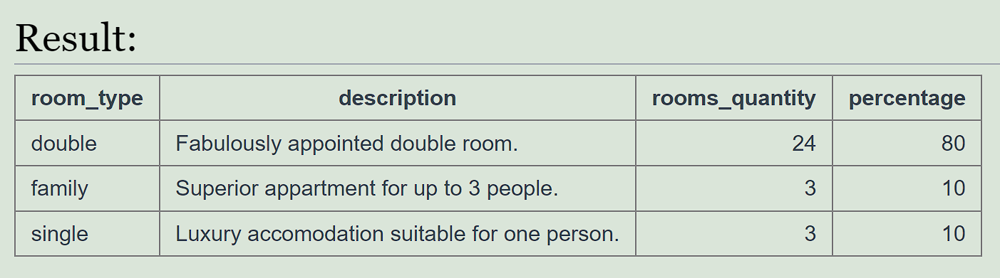 Result:
room_type description rooms_quantity percentage
double Fabulously appointed double room. 24 80
family Superior appartment for up to 3 people. 3 10
single Luxury accomodation suitable for one person. 3 10